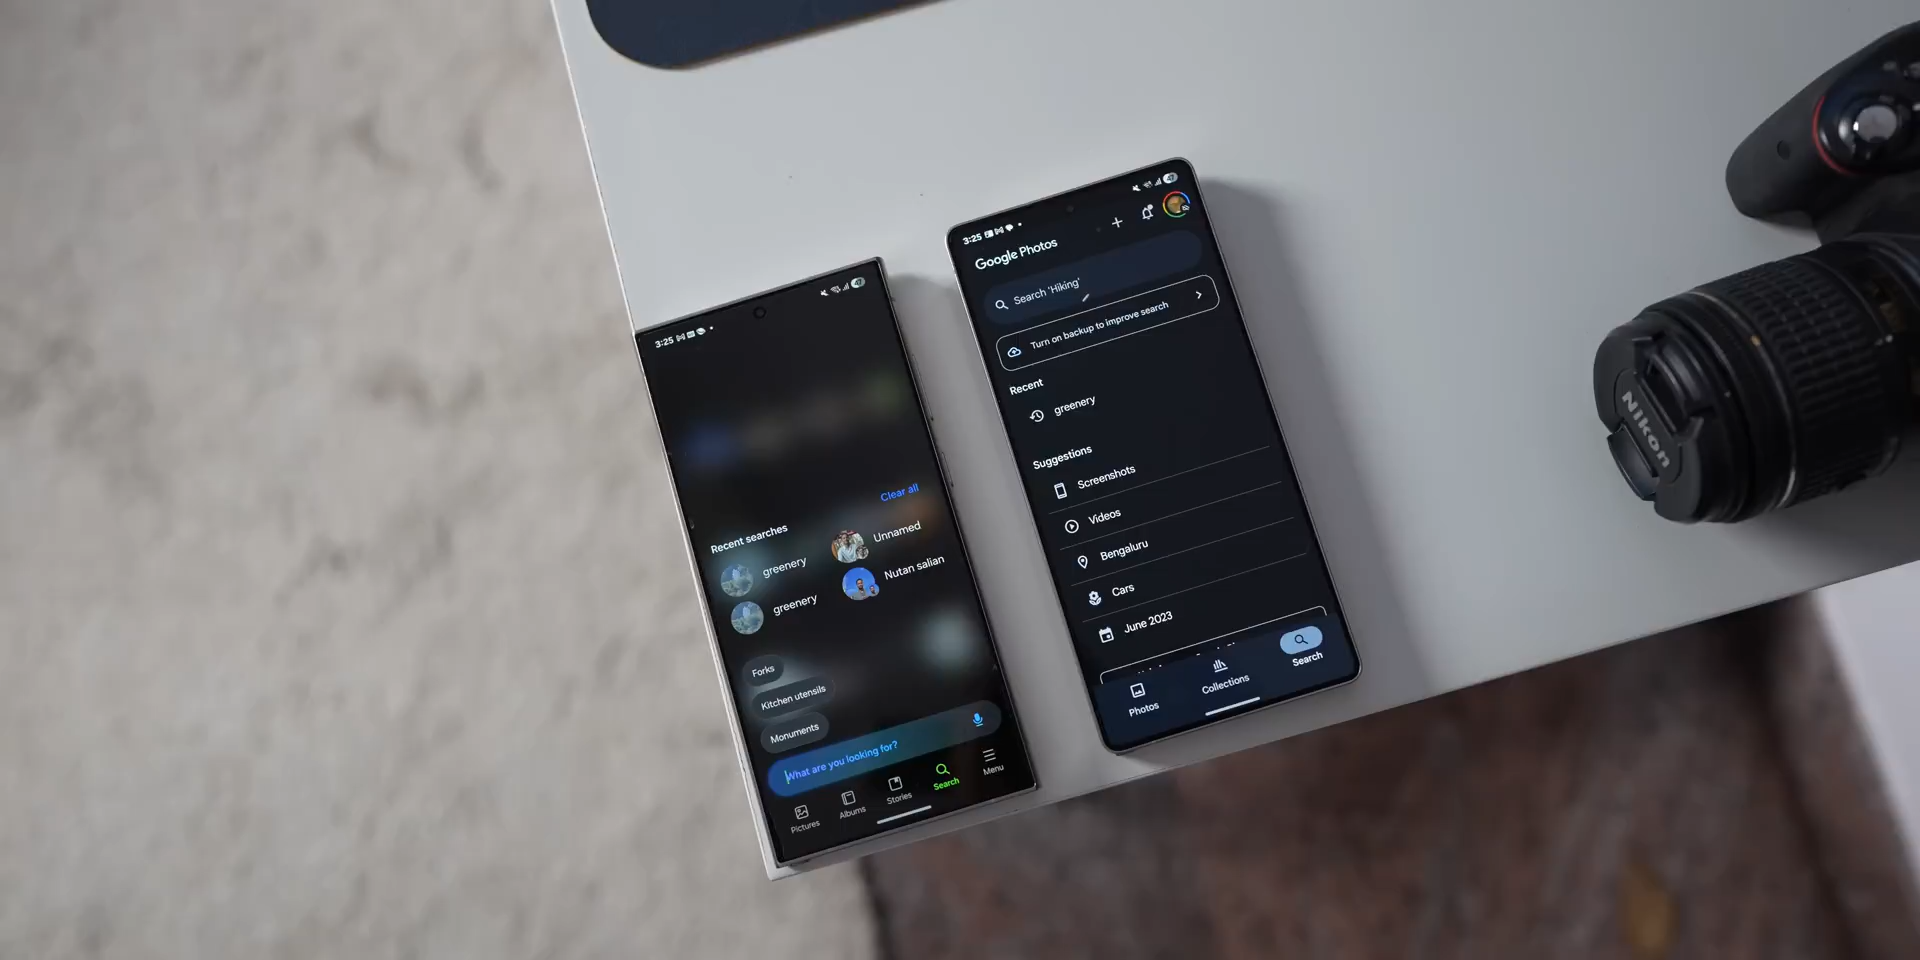 3:25
47
Clear all
Recent searches
greenery
Unnamed
greenery
Nutan salian
Forks
Kitchen utensils
Monuments
What are you looking for?
Pictures
Albums
Stories
Search
Menu
3:25
47
Google Photos
Search 'Hiking'
Turn on backup to improve search
Recent
greenery
Suggestions
Screenshots
Videos
Bengaluru
Cars
June 2023
Photos
Collections
Search
Nikon